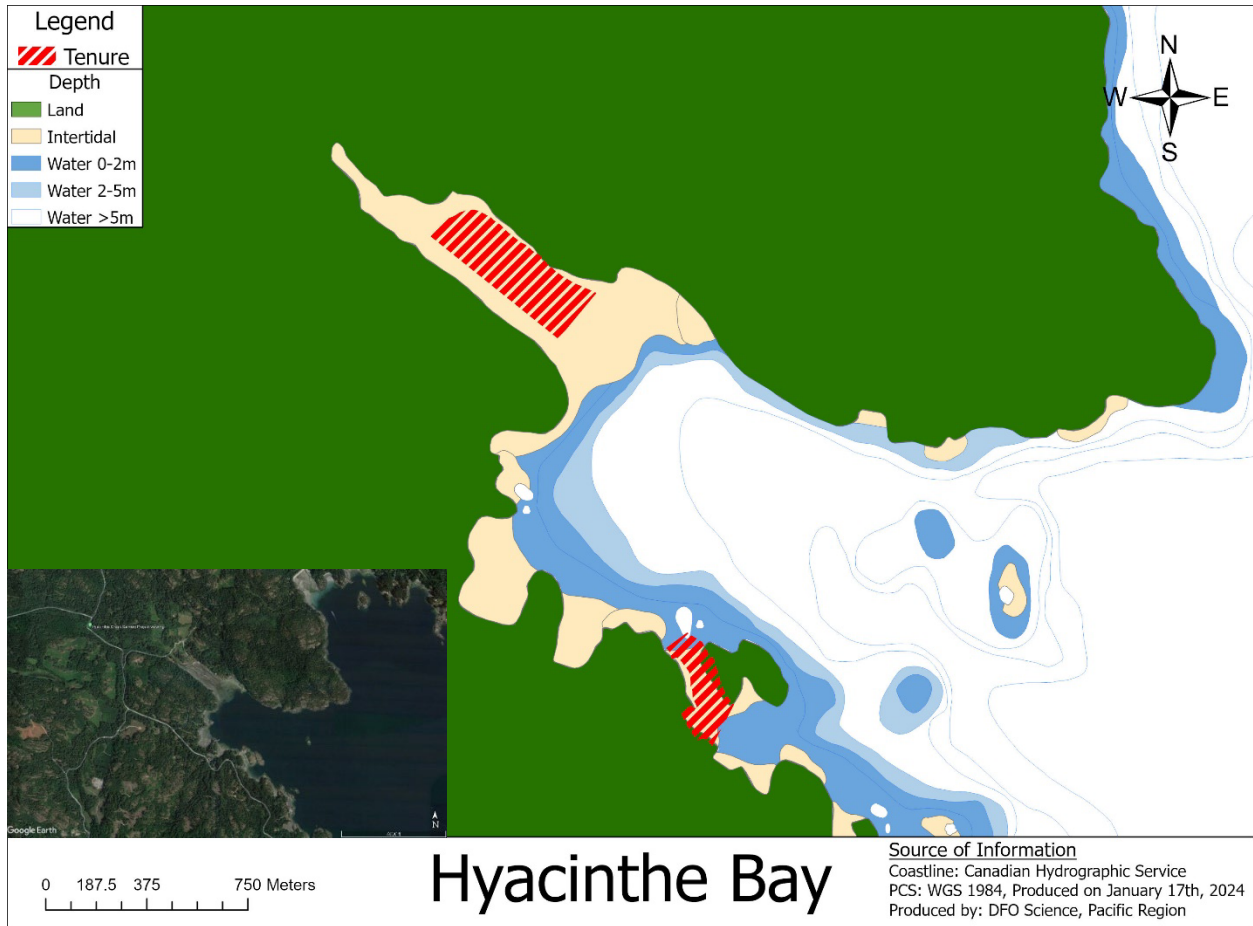 Legend
Tenure
Depth
Land
Intertidal
Water 0-2m
Water 2-5m
Water >5m
N
W E
S
Google Earth
N
Hyacinthe Bay
0 187.5 375 750 Meters
Source of Information
Coastline: Canadian Hydrographic Service
PCS: WGS 1984, Produced on January 17th, 2024
Produced by: DFO Science, Pacific Region